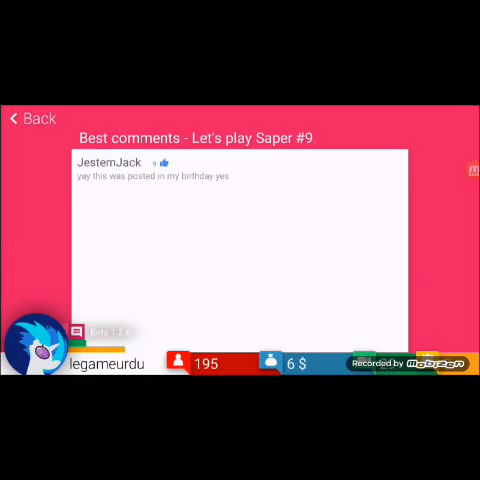 Back
Best comments - Let's play Saper #9
JestemJack 9
yay this was posted in my birthday yes
Beta 1.2.6
legameurdu 195 6 $
Recorded by MOBIZEN